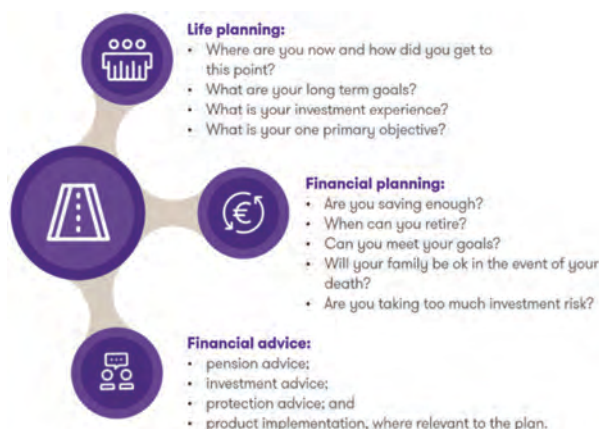 Life planning:
• Where are you now and how did you get to
this point?
• What are your long term goals?
• What is your investment experience?
• What is your one primary objective?
€
Financial planning:
• Are you saving enough?
• When can you retire?
• Can you meet your goals?
• Will your family be ok in the event of your
death?
• Are you taking too much investment risk?
Financial advice:
• pension advice;
• investment advice;
• protection advice; and
• product implementation, where relevant to the plan.